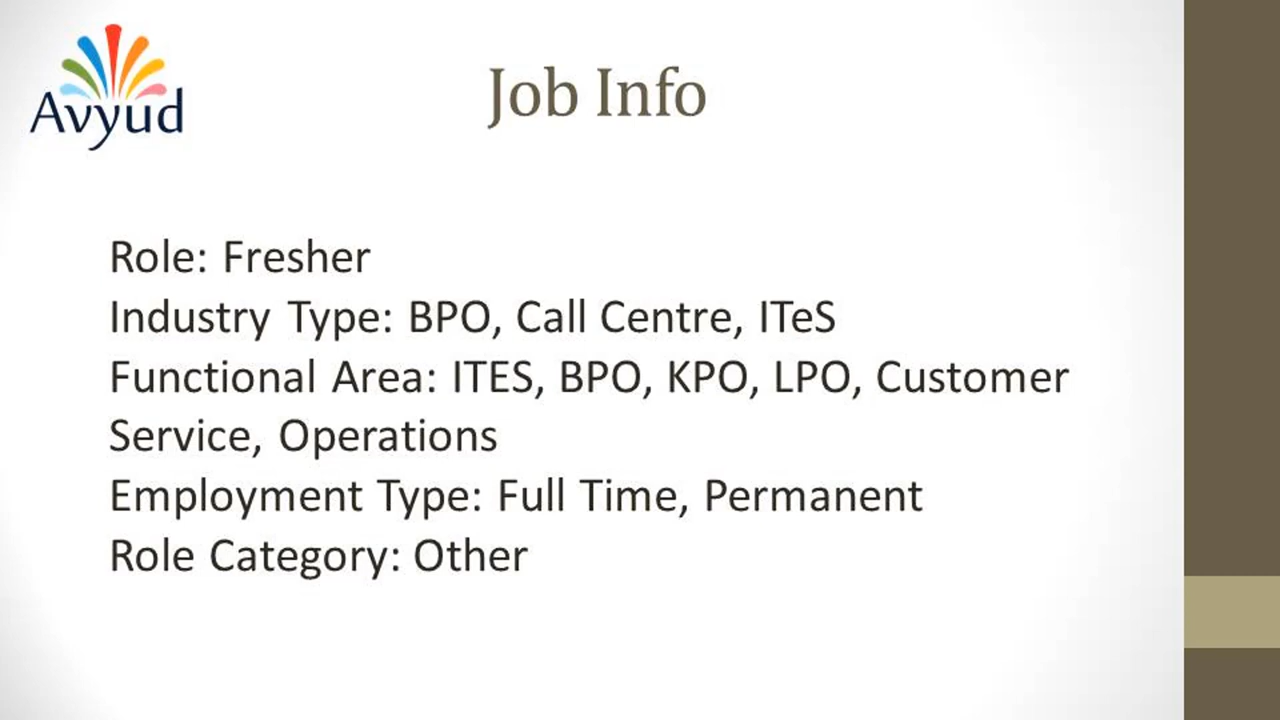 Avyud
Job Info
Role: Fresher
Industry Type: BPO, Call Centre, ITeS
Functional Area: ITES, BPO, KPO, LPO, Customer
Service, Operations
Employment Type: Full Time, Permanent
Role Category: Other